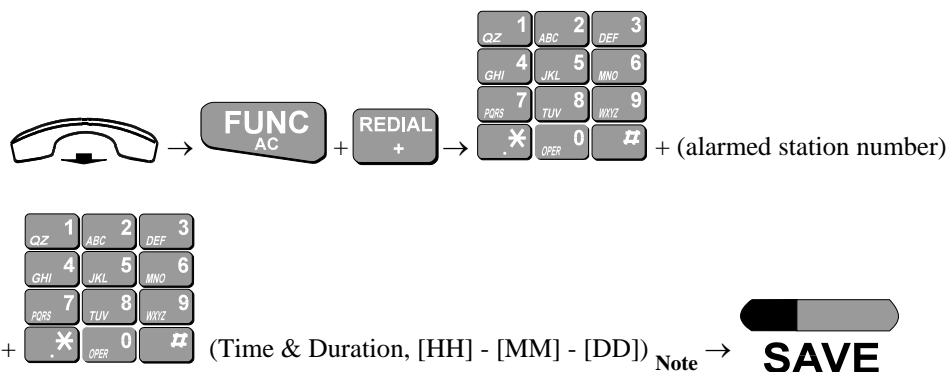 QZ 1 ABC 2 DEF 3
GHI 4 JKL 5 MNO 6
PQRS 7 TUV 8 WXYZ 9
→ FUNC AC + REDIAL + → . * OPER 0 # + (alarmed station number)
QZ 1 ABC 2 DEF 3
GHI 4 JKL 5 MNO 6
PQRS 7 TUV 8 WXYZ 9
+ . * OPER 0 # (Time & Duration, [HH] - [MM] - [DD]) Note →
SAVE